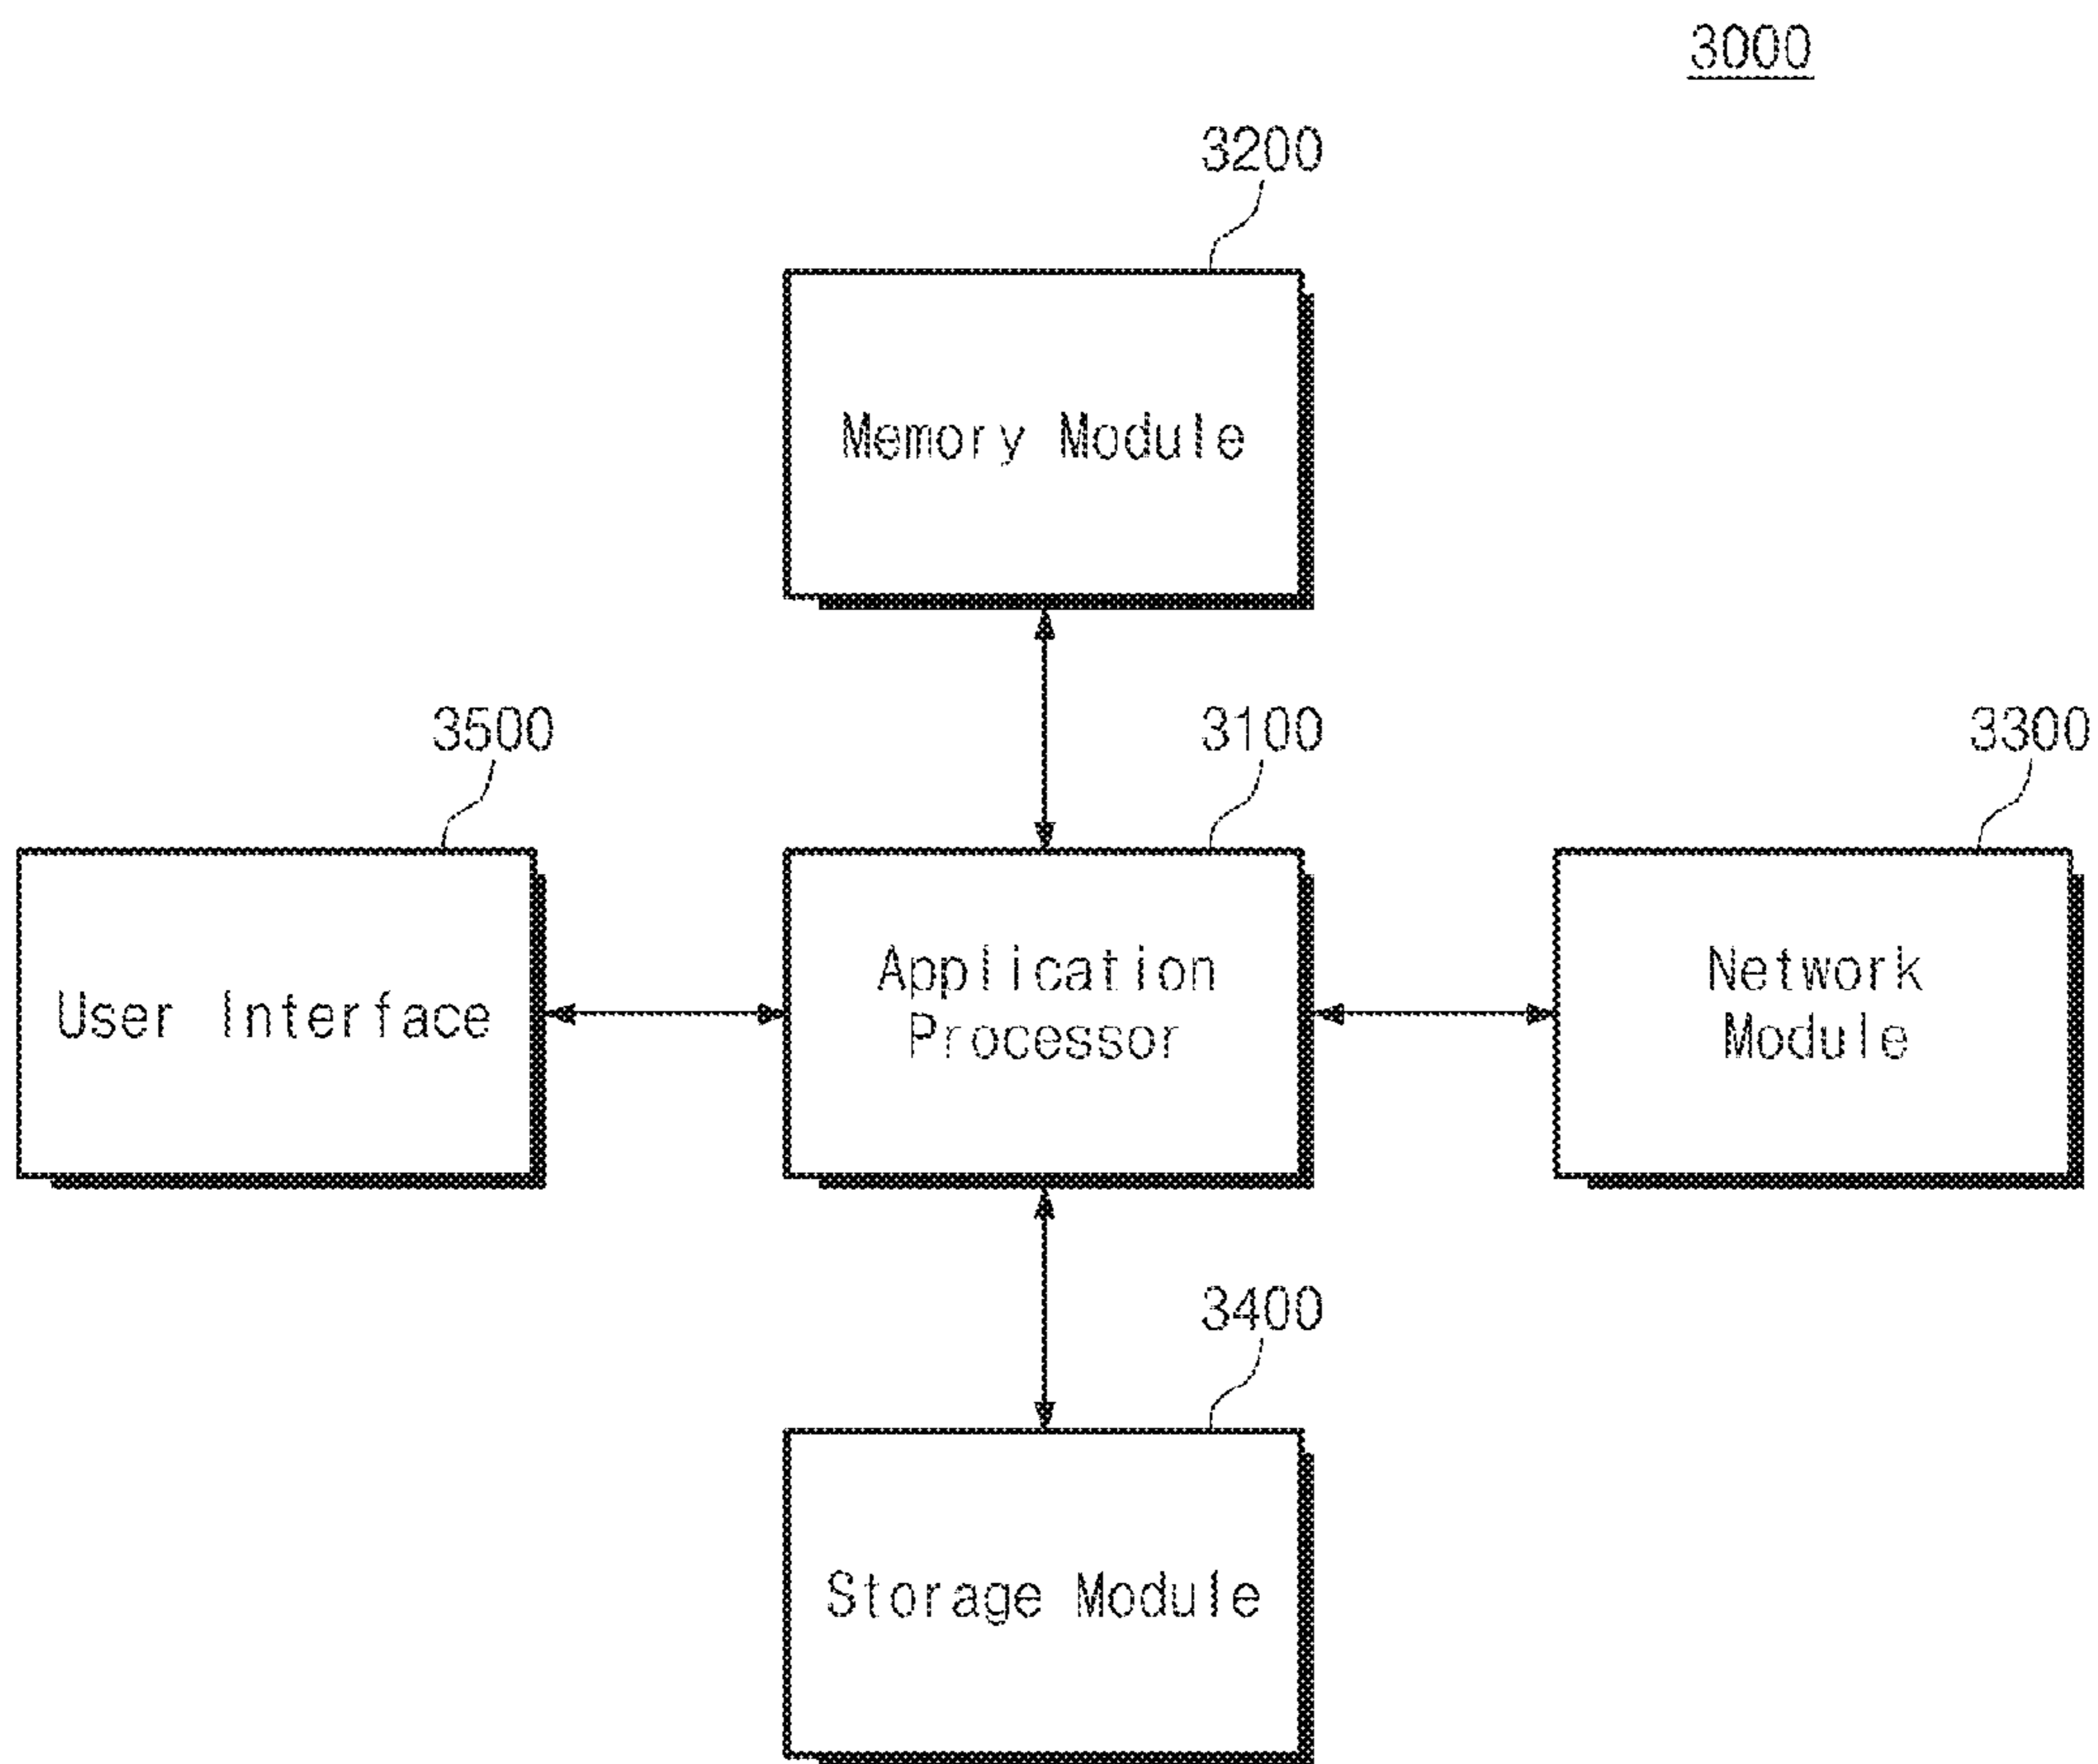 3000
3200
Memory Module
3500
3100
3300
User Interface
Application
Processor
Network
Module
3400
Storage Module